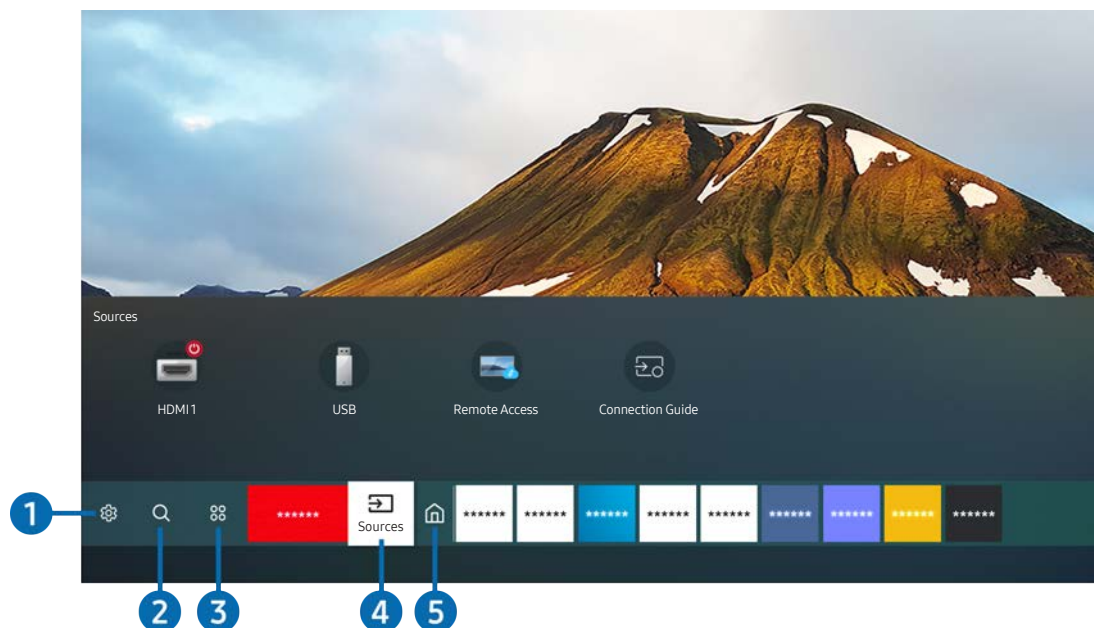 Sources
HDMI 1
USB
Remote Access
Connection Guide
1
******
Sources
****** ****** ****** ****** ****** ****** ****** ****** ******
2 3 4 5